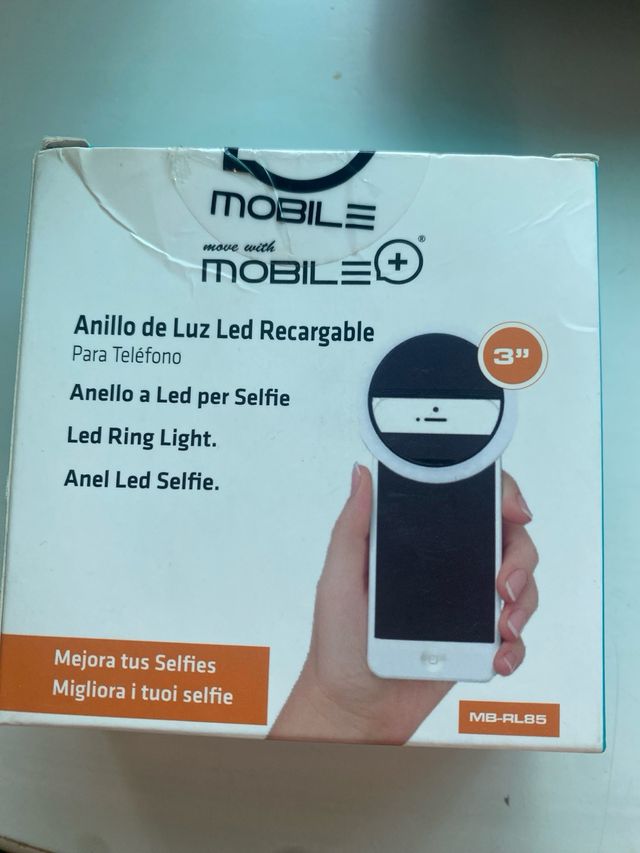 MOBILE
move with
MOBILE+®
Anillo de Luz Led Recargable
Para Teléfono
3”
Anello a Led per Selfie
Led Ring Light.
Anel Led Selfie.
Mejora tus Selfies
Migliora i tuoi selfie
MB-RL85